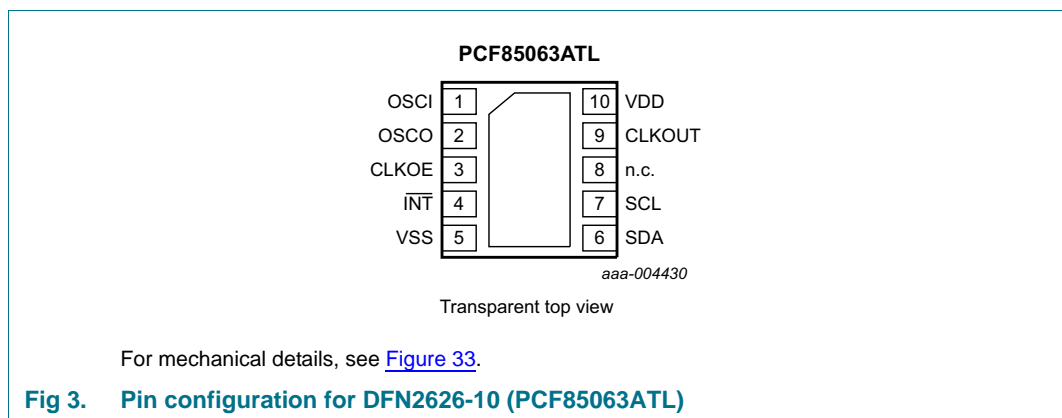 PCF85063ATL
OSCI 1 10 VDD
OSCO 2 9 CLKOUT
CLKOE 3 8 n.c.
I̅N̅T̅ 4 7 SCL
VSS 5 6 SDA
aaa-004430
Transparent top view
For mechanical details, see Figure 33.
Fig 3. Pin configuration for DFN2626-10 (PCF85063ATL)